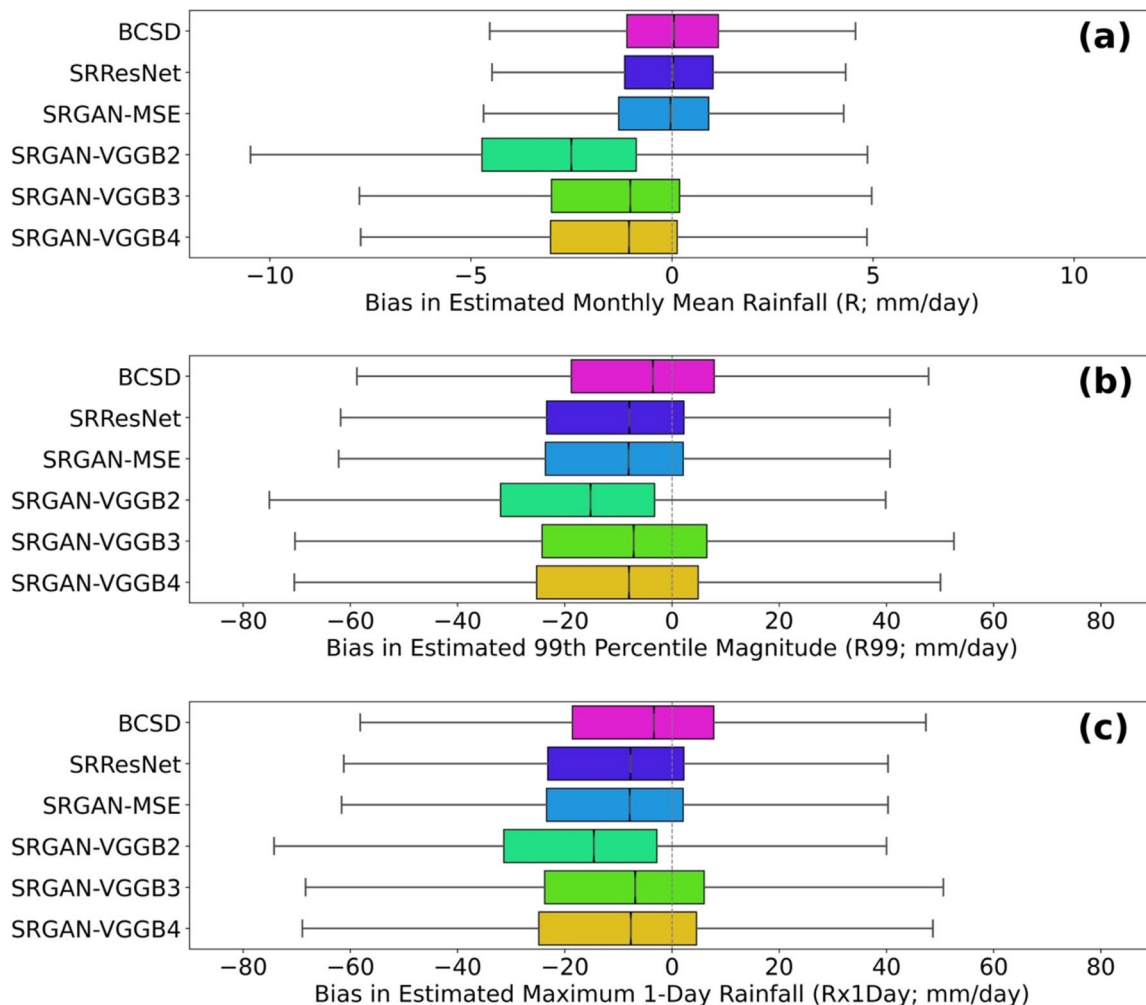 BCSD
(a)
SRResNet
SRGAN-MSE
SRGAN-VGGB2
SRGAN-VGGB3
SRGAN-VGGB4
−10 −5 0 5 10
Bias in Estimated Monthly Mean Rainfall (R; mm/day)
BCSD
(b)
SRResNet
SRGAN-MSE
SRGAN-VGGB2
SRGAN-VGGB3
SRGAN-VGGB4
−80 −60 −40 −20 0 20 40 60 80
Bias in Estimated 99th Percentile Magnitude (R99; mm/day)
BCSD
(c)
SRResNet
SRGAN-MSE
SRGAN-VGGB2
SRGAN-VGGB3
SRGAN-VGGB4
−80 −60 −40 −20 0 20 40 60 80
Bias in Estimated Maximum 1-Day Rainfall (Rx1Day; mm/day)